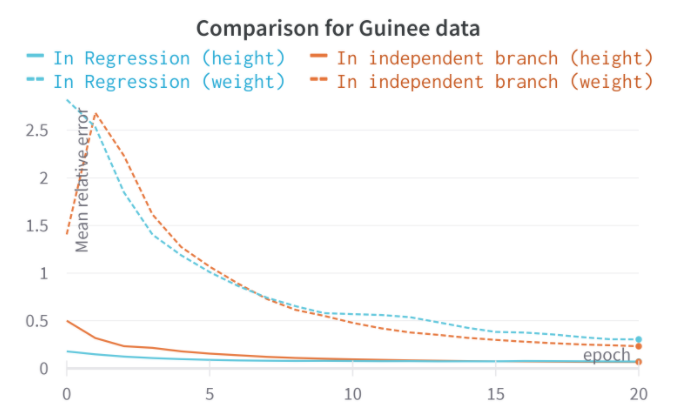 Comparison for Guinee data
In Regression (height) In independent branch (height)
In Regression (weight) In independent branch (weight)
Mean relative error
2.5
2
1.5
1
0.5
0
epoch
0 5 10 15 20